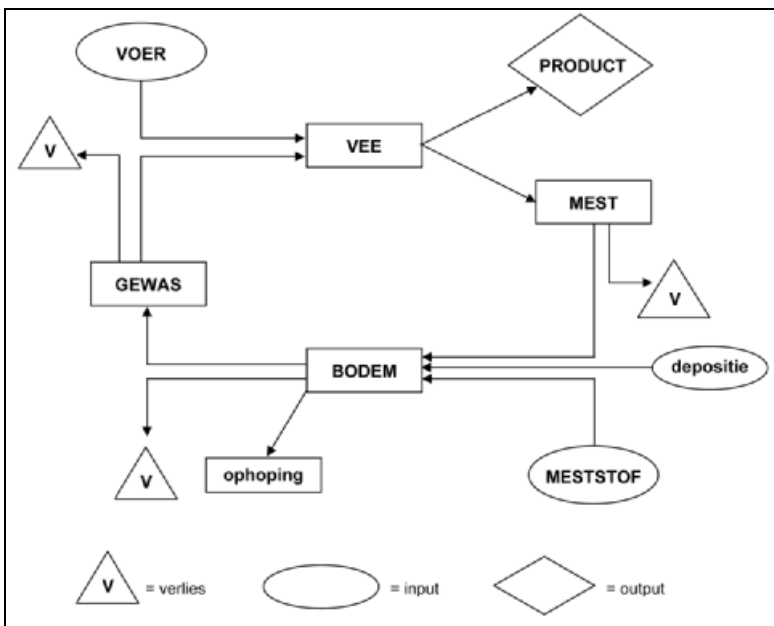 VOER
PRODUCT
V
VEE
MEST
GEWAS
V
BODEM
depositie
V
ophoping
MESTSTOF
V = verlies
= input
= output